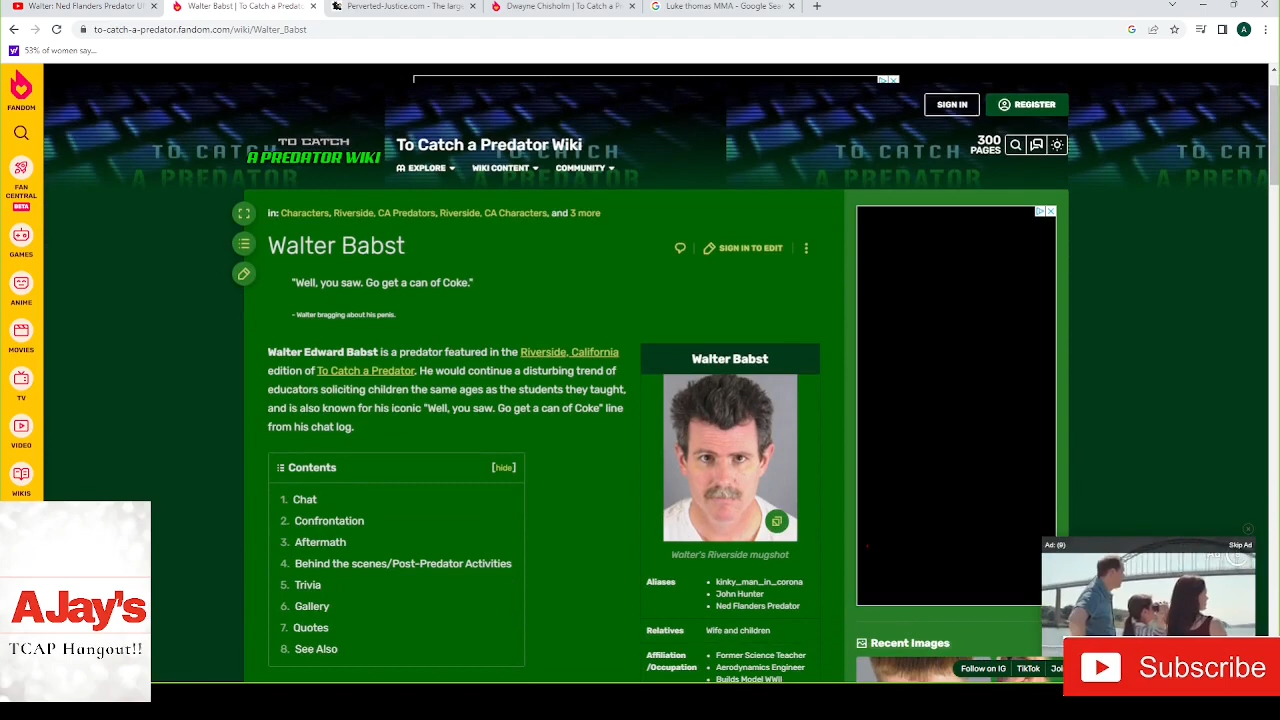 Walter: Ned Flanders Predator U
Walter Babst | To Catch a Predato
Perverted-Justice.com - The large
Dwayne Chisholm | To Catch a P
Luke thomas MMA - Google Sea
to-catch-a-predator.fandom.com/wiki/Walter_Babst
A
53% of women say...
FANDOM
FAN CENTRAL
BETA
GAMES
ANIME
MOVIES
TV
VIDEO
WIKIS
SIGN IN
REGISTER
TO CATCH
A PREDATOR WIKI
To Catch a Predator Wiki
EXPLORE
WIKI CONTENT
COMMUNITY
300
PAGES
in: Characters, Riverside, CA Predators, Riverside, CA Characters, and 3 more
Walter Babst
SIGN IN TO EDIT
"Well, you saw. Go get a can of Coke."
- Walter bragging about his penis.
Walter Edward Babst is a predator featured in the Riverside, California
edition of To Catch a Predator. He would continue a disturbing trend of
educators soliciting children the same ages as the students they taught,
and is also known for his iconic "Well, you saw. Go get a can of Coke" line
from his chat log.
Contents [hide]
1. Chat
2. Confrontation
3. Aftermath
4. Behind the scenes/Post-Predator Activities
5. Trivia
6. Gallery
7. Quotes
8. See Also
Walter Babst
Walter's Riverside mugshot
Aliases
• kinky_man_in_corona
• John Hunter
• Ned Flanders Predator
Relatives
Wife and children
Affiliation
/Occupation
• Former Science Teacher
• Aerodynamics Engineer
• Builds Model WWII
Ad: (9)
Skip Ad
Recent Images
Follow on IG
TikTok
Joi
AJay's
TCAP Hangout!!
Subscribe